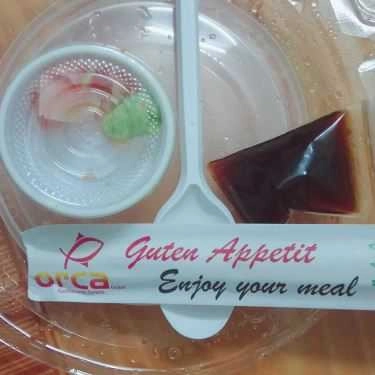 Guten Appetit
orca
Enjoy your meal